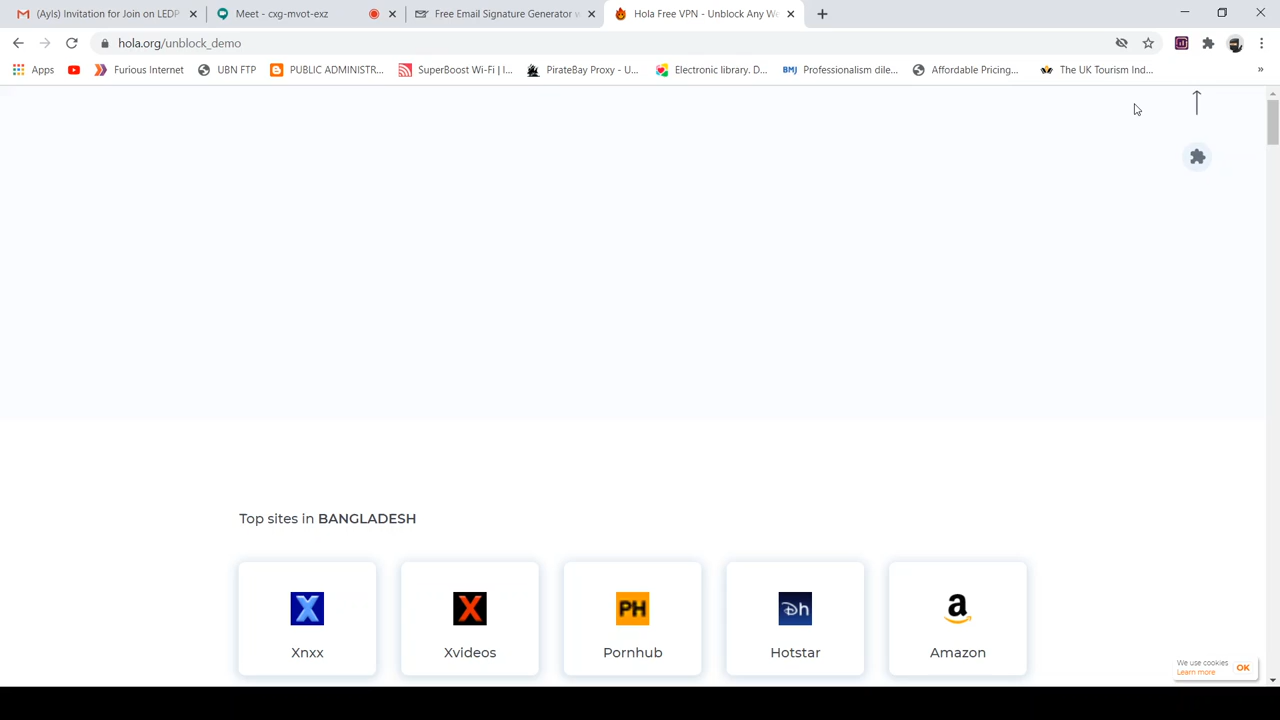 (Ayls) Invitation for Join on LEDP
Meet - cxg-mvot-exz
Free Email Signature Generator w
Hola Free VPN - Unblock Any We
hola.org/unblock_demo
Apps
Furious Internet
UBN FTP
PUBLIC ADMINISTR...
SuperBoost Wi-Fi | I...
PirateBay Proxy - U...
Electronic library. D...
BMJ
Professionalism dile...
Affordable Pricing,...
The UK Tourism Ind...
Top sites in BANGLADESH
X
X
PH
Dh
a
Xnxx
Xvideos
Pornhub
Hotstar
Amazon
We use cookies
Learn more
OK